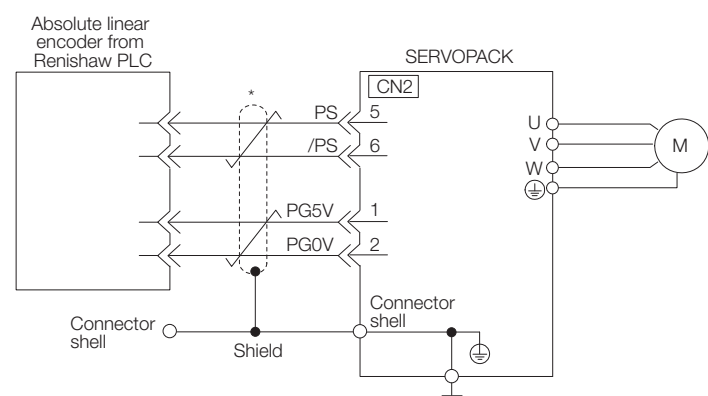 Absolute linear
encoder from
Renishaw PLC
SERVOPACK
*
CN2
PS 5
/PS 6
PG5V 1
PG0V 2
U
V
W
M
Connector
shell
Shield
Connector
shell